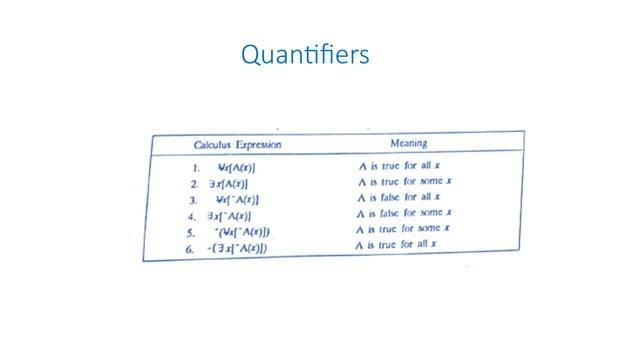 Quantifiers
Calculus Expression Meaning
1. ∀x[A(x)] A is true for all x
2. ∃x[A(x)] A is true for some x
3. ∀x[~A(x)] A is false for all x
4. ∃x[~A(x)] A is false for some x
5. ~(∀x[~A(x)]) A is true for some x
6. ~(∃x[~A(x)]) A is true for all x